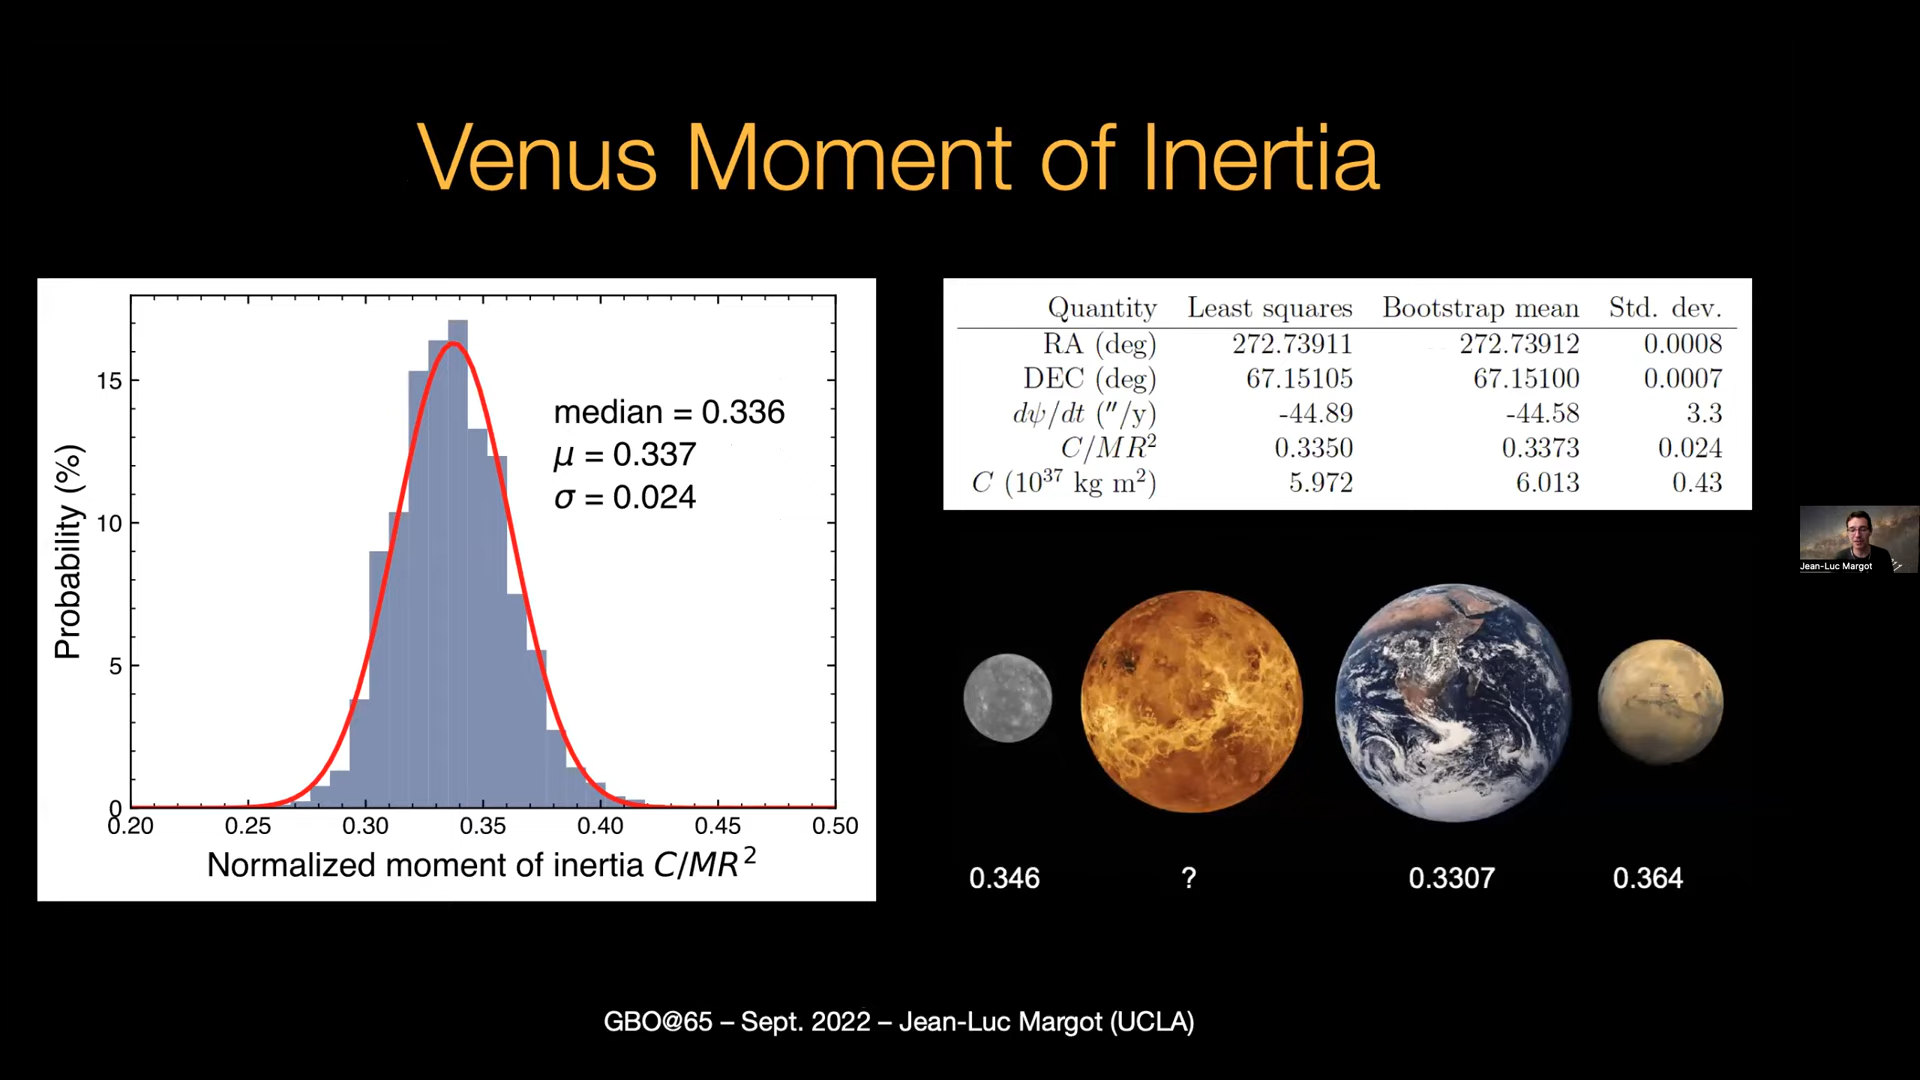 Venus Moment of Inertia
15
10
5
0
Probability (%)
median = 0.336
μ = 0.337
σ = 0.024
0.20 0.25 0.30 0.35 0.40 0.45 0.50
Normalized moment of inertia C/MR²
Quantity Least squares Bootstrap mean Std. dev.
RA (deg) 272.73911 272.73912 0.0008
DEC (deg) 67.15105 67.15100 0.0007
dψ/dt (″/y) -44.89 -44.58 3.3
C/MR² 0.3350 0.3373 0.024
C (10³⁷ kg m²) 5.972 6.013 0.43
Jean-Luc Margot
0.346 ? 0.3307 0.364
GBO@65 – Sept. 2022 – Jean-Luc Margot (UCLA)